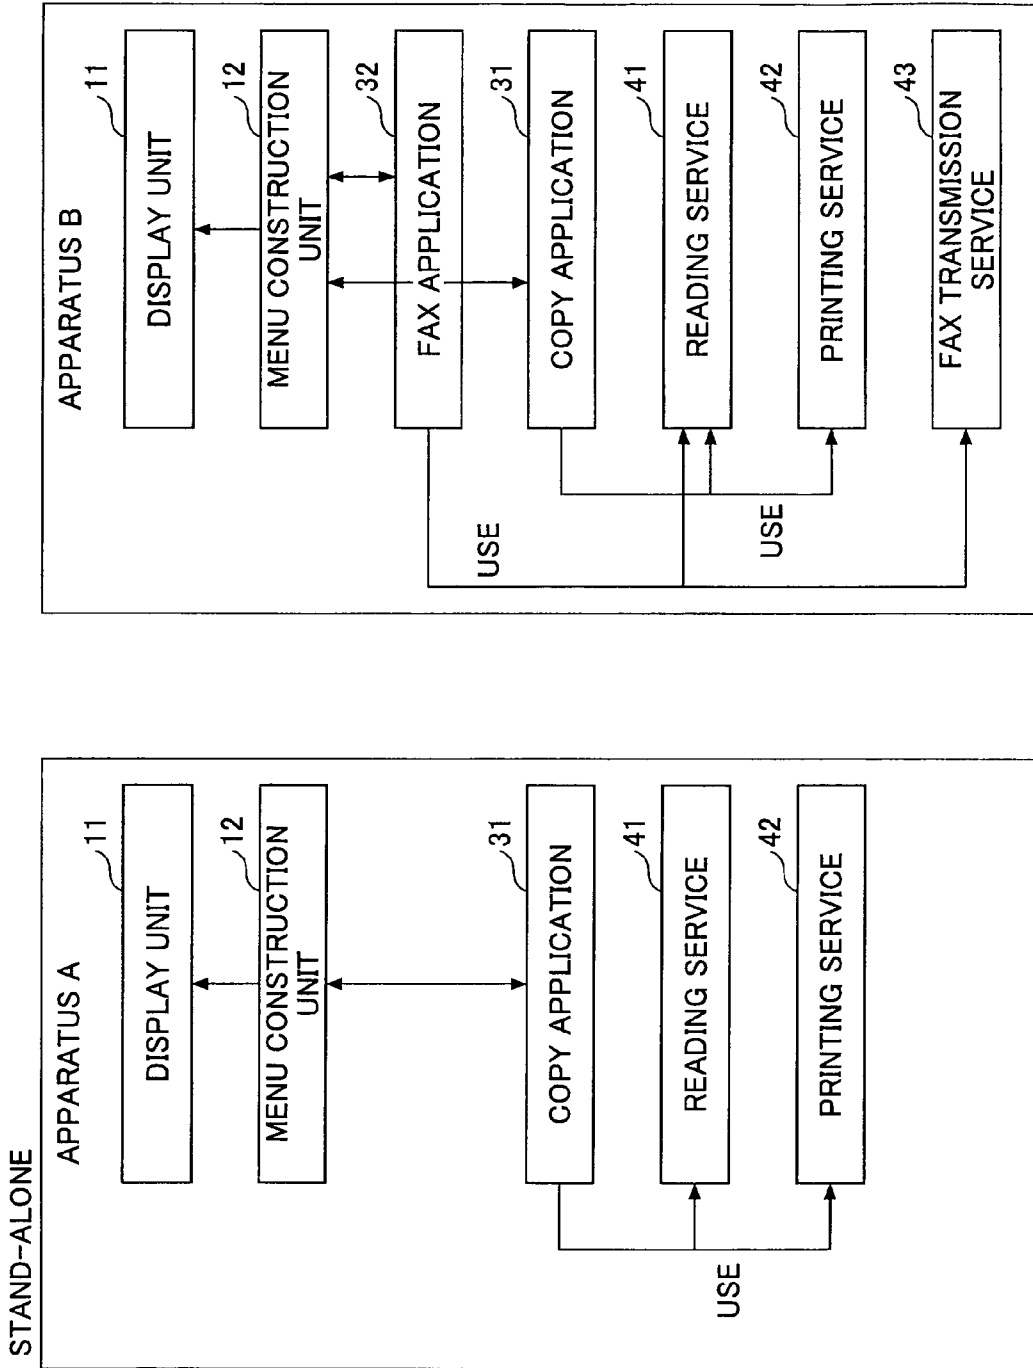 STAND-ALONE
APPARATUS A
11
DISPLAY UNIT
12
MENU CONSTRUCTION
UNIT
31
COPY APPLICATION
41
READING SERVICE
42
PRINTING SERVICE
USE
APPARATUS B
11
DISPLAY UNIT
12
MENU CONSTRUCTION
UNIT
32
FAX APPLICATION
31
COPY APPLICATION
41
READING SERVICE
42
PRINTING SERVICE
43
FAX TRANSMISSION
SERVICE
USE
USE